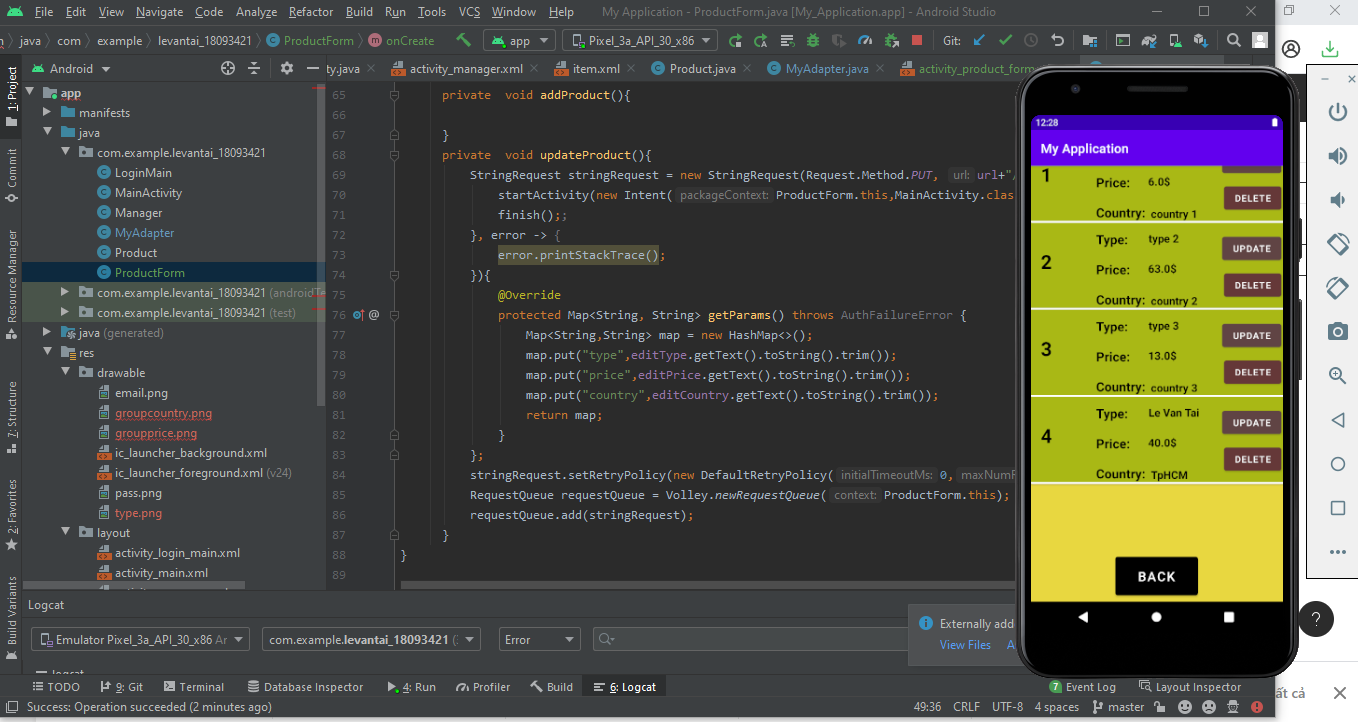 File Edit View Navigate Code Analyze Refactor Build Run Tools VCS Window Help My Application - ProductForm.java [My_Application.app] - Android Studio
java com example levantai_18093421 ProductForm onCreate app Pixel_3a_API_30_x86 Git:
Android
ty.java activity_manager.xml item.xml Product.java MyAdapter.java activity_product_form
1: Project
Commit
Resource Manager
7: Structure
2: Favorites
Build Variants
app
manifests
java
com.example.levantai_18093421
LoginMain
MainActivity
Manager
MyAdapter
Product
ProductForm
com.example.levantai_18093421 (androidTe
com.example.levantai_18093421 (test)
java (generated)
res
drawable
email.png
groupcountry.png
groupprice.png
ic_launcher_background.xml
ic_launcher_foreground.xml (v24)
pass.png
type.png
layout
activity_login_main.xml
activity_main.xml
65 private void addProduct(){
66
67 }
68 private void updateProduct(){
69 StringRequest stringRequest = new StringRequest(Request.Method.PUT, url: url+"/
70 startActivity(new Intent( packageContext: ProductForm.this,MainActivity.clas
71 finish();;
72 }, error -> {
73 error.printStackTrace();
74 }){
75 @Override
76 @ protected Map<String, String> getParams() throws AuthFailureError {
77 Map<String,String> map = new HashMap<>();
78 map.put("type",editType.getText().toString().trim());
79 map.put("price",editPrice.getText().toString().trim());
80 map.put("country",editCountry.getText().toString().trim());
81 return map;
82 }
83 };
84 stringRequest.setRetryPolicy(new DefaultRetryPolicy( initialTimeoutMs: 0, maxNumR
85 RequestQueue requestQueue = Volley.newRequestQueue( context: ProductForm.this);
86 requestQueue.add(stringRequest);
87 }
88 }
89
12:28
My Application
1
Price: 6.0$
DELETE
Country: country 1
2
Type: type 2
UPDATE
Price: 63.0$
DELETE
Country: country 2
3
Type: type 3
UPDATE
Price: 13.0$
DELETE
Country: country 3
4
Type: Le Van Tai
UPDATE
Price: 40.0$
DELETE
Country: TpHCM
BACK
?
Logcat
Emulator Pixel_3a_API_30_x86 Ar com.example.levantai_18093421 Error
Externally add
View Files A
logcat
TODO 9: Git Terminal Database Inspector 4: Run Profiler Build 6: Logcat 7 Event Log Layout Inspector
ất cả
Success: Operation succeeded (2 minutes ago) 49:36 CRLF UTF-8 4 spaces master